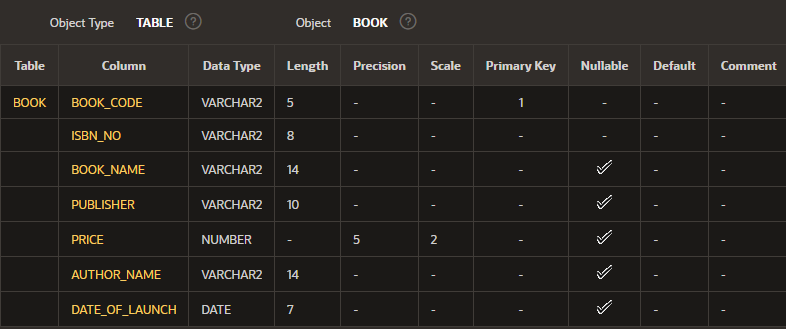 Object Type TABLE ? Object BOOK ?
Table Column Data Type Length Precision Scale Primary Key Nullable Default Comment
BOOK BOOK_CODE VARCHAR2 5 - - 1 - - -
ISBN_NO VARCHAR2 8 - - - - - -
BOOK_NAME VARCHAR2 14 - - - ✓ - -
PUBLISHER VARCHAR2 10 - - - ✓ - -
PRICE NUMBER - 5 2 - ✓ - -
AUTHOR_NAME VARCHAR2 14 - - - ✓ - -
DATE_OF_LAUNCH DATE 7 - - - ✓ - -